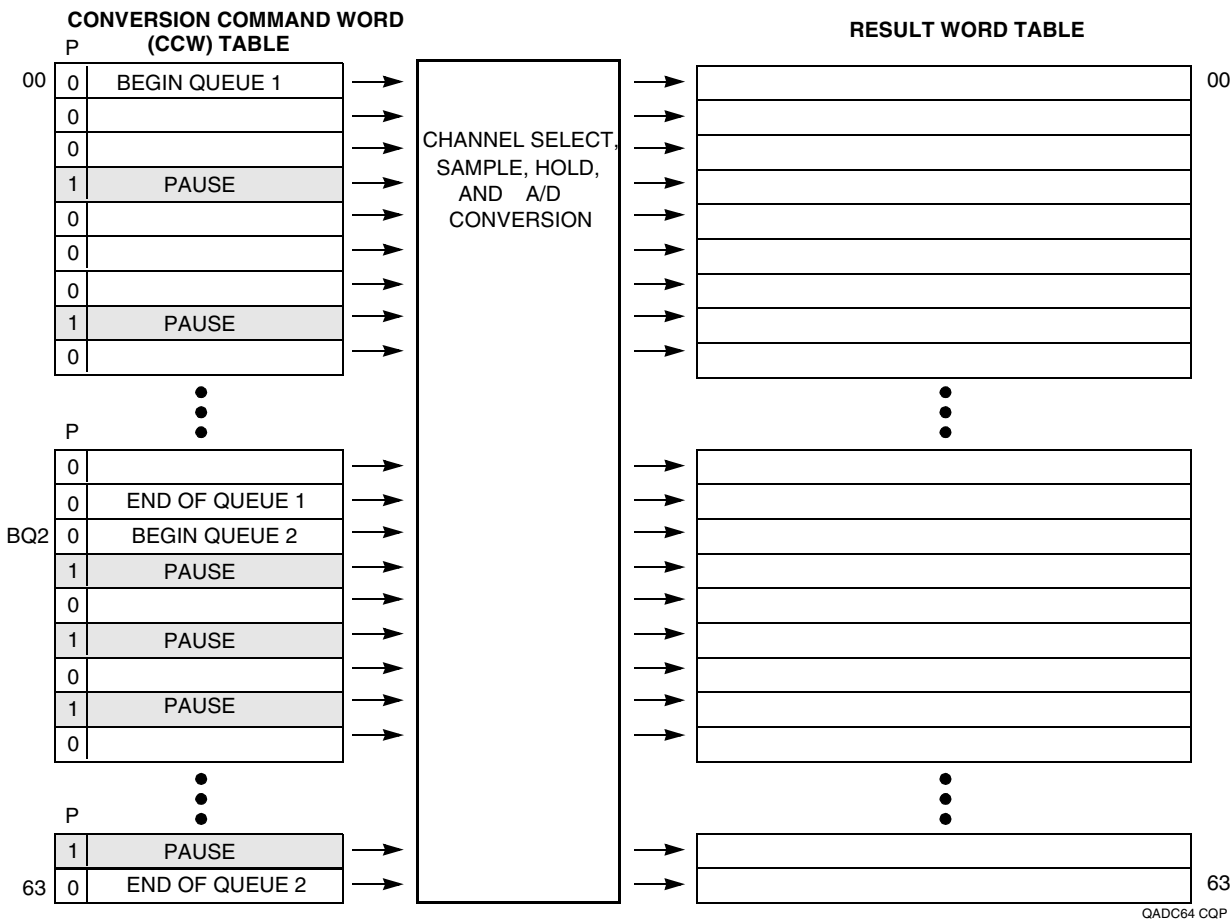 CONVERSION COMMAND WORD
(CCW) TABLE
RESULT WORD TABLE
P
00 0 BEGIN QUEUE 1 00
0
0
1 PAUSE
0
0
0
1 PAUSE
0
CHANNEL SELECT,
SAMPLE, HOLD,
AND A/D
CONVERSION
P
0
0 END OF QUEUE 1
BQ2 0 BEGIN QUEUE 2
1 PAUSE
0
1 PAUSE
0
1 PAUSE
0
P
1 PAUSE
63 0 END OF QUEUE 2 63
QADC64 CQP